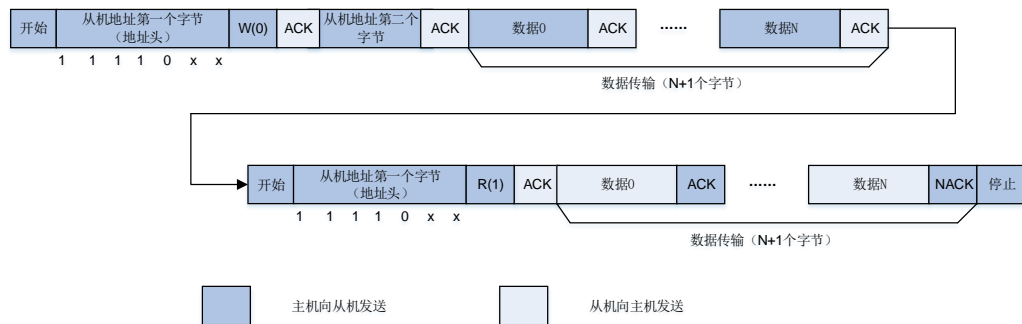 开始 从机地址第一个字节 W(0) ACK 从机地址第二个 ACK 数据0 ACK …… 数据N ACK
（地址头） 字节
1 1 1 1 0 x x
数据传输（N+1个字节）
开始 从机地址第一个字节 R(1) ACK 数据0 ACK …… 数据N NACK 停止
（地址头）
1 1 1 1 0 x x
数据传输（N+1个字节）
主机向从机发送 从机向主机发送